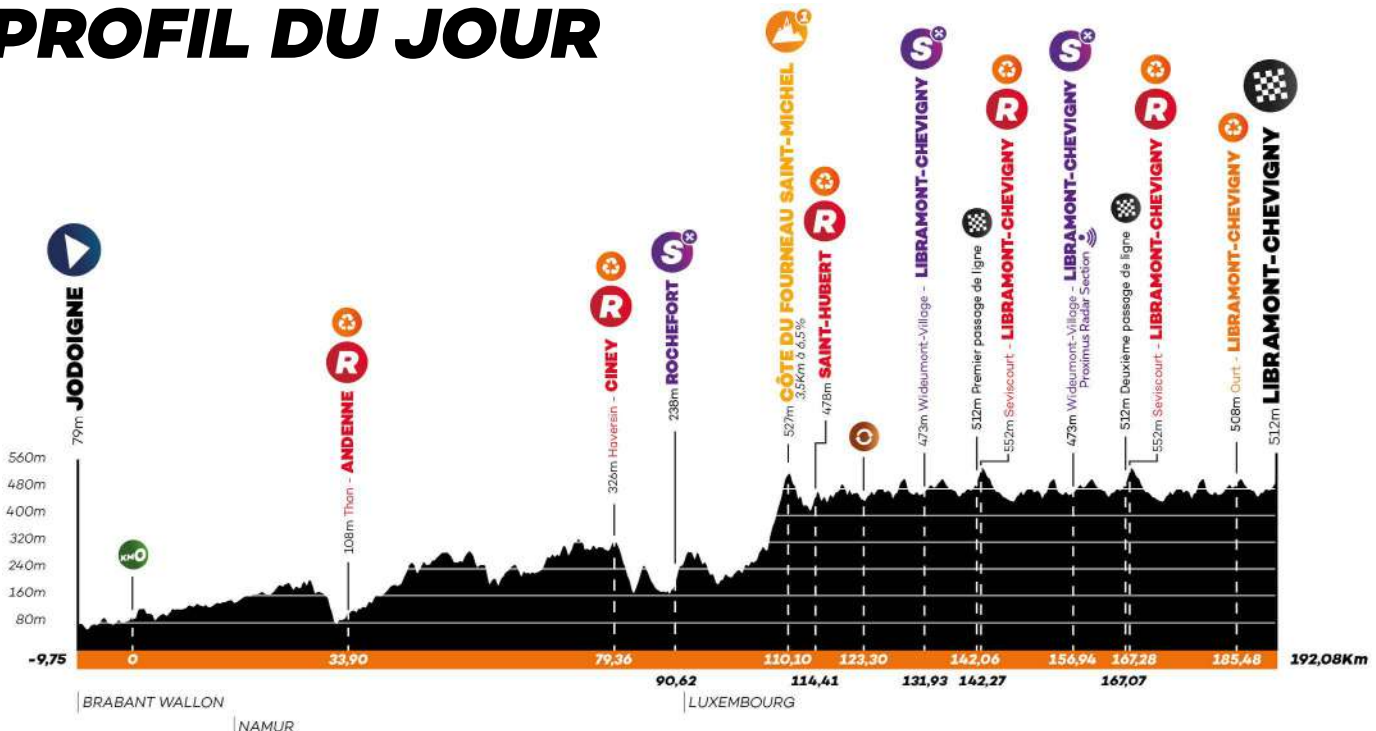 PROFIL DU JOUR
79m JODOIGNE
KM 0
108m Thon - ANDENNE
R
326m Haversin - CINEY
R
238m ROCHEFORT
S
527m CÔTE DU FOURNEAU SAINT-MICHEL
3,5Km à 6,5%
1
478m SAINT-HUBERT
R
473m Wideumont-Village - LIBRAMONT-CHEVIGNY
S
512m Premier passage de ligne
552m Seviscourt - LIBRAMONT-CHEVIGNY
R
473m Wideumont-Village - LIBRAMONT-CHEVIGNY
Proximus Radar Section
S
512m Deuxième passage de ligne
552m Seviscourt - LIBRAMONT-CHEVIGNY
R
508m Ourt - LIBRAMONT-CHEVIGNY
512m LIBRAMONT-CHEVIGNY
560m
480m
400m
320m
240m
160m
80m
-9,75 0 33,90 79,36 110,10 123,30 142,06 156,94 167,28 185,48 192,08Km
90,62 114,41 131,93 142,27 167,07
BRABANT WALLON
LUXEMBOURG
NAMUR